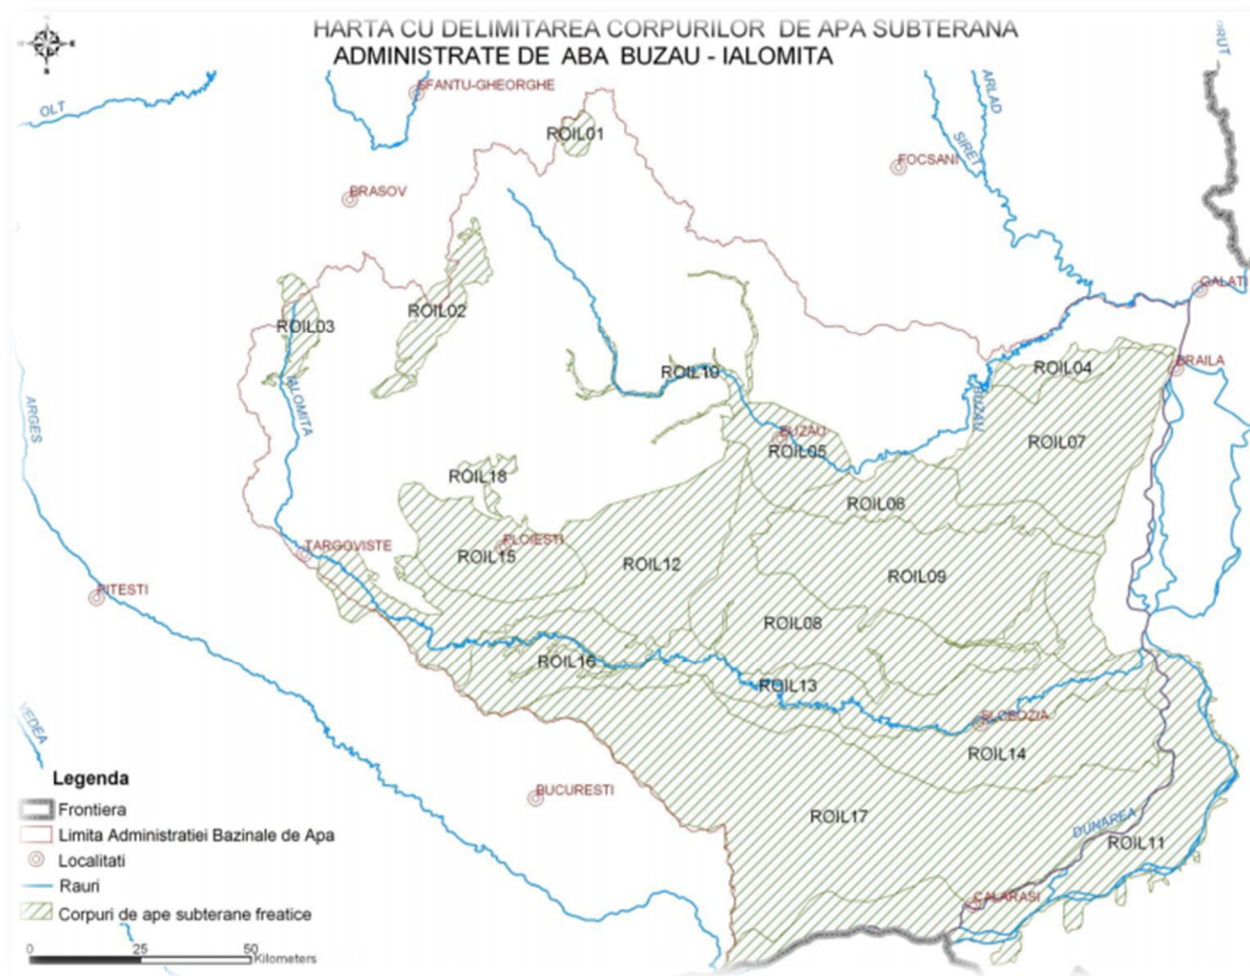 HARTA CU DELIMITAREA CORPURILOR DE APA SUBTERANA
ADMINISTRATE DE ABA BUZAU - IALOMITA
SFANTU-GHEORGHE
OLT
ROIL01
SIRET
FOCSANI
BRASOV
GALATI
ROIL02
ROIL03
ROIL04
BRAILA
ROIL10
IALOMITA
ARGES
BUZAU
BUZAU
ROIL05
ROIL07
ROIL18
ROIL06
PLOIESTI
TARGOVISTE
ROIL15
ROIL12
ROIL09
PITESTI
ROIL08
ROIL16
ROIL13
SLOBOZIA
VEDEA
ROIL14
BUCURESTI
ROIL17
DUNAREA
ROIL11
CALARASI
Legenda
Frontiera
Limita Administratiei Bazinale de Apa
Localitati
Rauri
Corpuri de ape subterane freatice
0 25 50
Kilometers